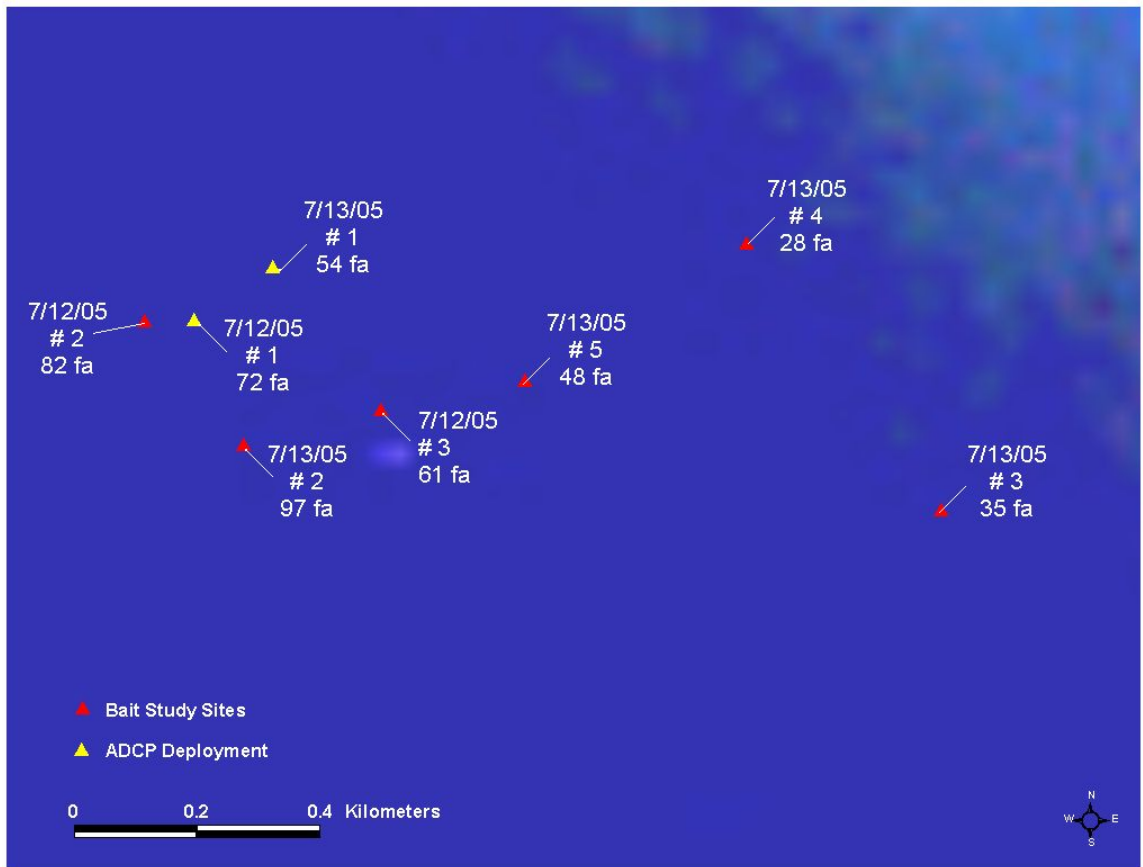 7/13/05
# 4
28 fa
7/13/05
# 1
54 fa
7/12/05
# 2
82 fa
7/12/05
# 1
72 fa
7/13/05
# 5
48 fa
7/12/05
# 3
61 fa
7/13/05
# 2
97 fa
7/13/05
# 3
35 fa
Bait Study Sites
ADCP Deployment
0 0.2 0.4 Kilometers
N
W E
S